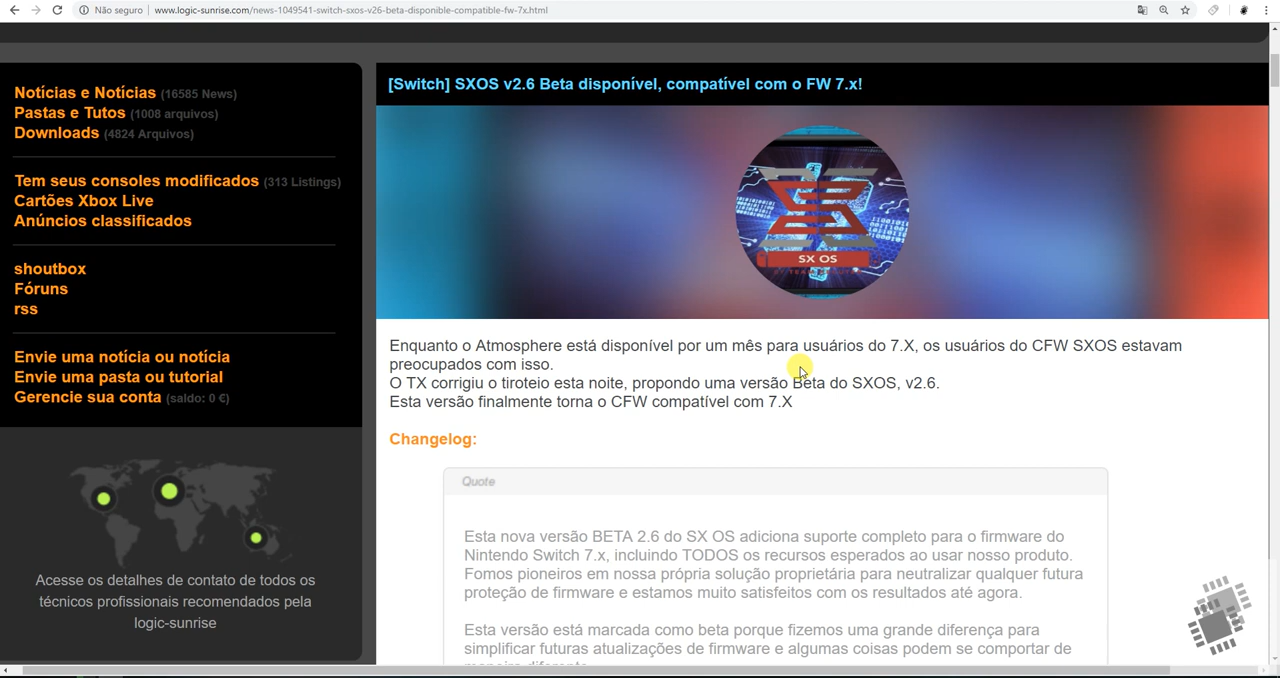 Não seguro
www.logic-sunrise.com/news-1049541-switch-sxos-v26-beta-disponible-compatible-fw-7x.html
Notícias e Notícias (16585 News)
Pastas e Tutos (1008 arquivos)
Downloads (4824 Arquivos)
Tem seus consoles modificados (313 Listings)
Cartões Xbox Live
Anúncios classificados
shoutbox
Fóruns
rss
Envie uma notícia ou notícia
Envie uma pasta ou tutorial
Gerencie sua conta (saldo: 0 €)
Acesse os detalhes de contato de todos os
técnicos profissionais recomendados pela
logic-sunrise
[Switch] SXOS v2.6 Beta disponível, compatível com o FW 7.x!
SX OS
Enquanto o Atmosphere está disponível por um mês para usuários do 7.X, os usuários do CFW SXOS estavam
preocupados com isso.
O TX corrigiu o tiroteio esta noite, propondo uma versão Beta do SXOS, v2.6.
Esta versão finalmente torna o CFW compatível com 7.X
Changelog:
Quote
Esta nova versão BETA 2.6 do SX OS adiciona suporte completo para o firmware do
Nintendo Switch 7.x, incluindo TODOS os recursos esperados ao usar nosso produto.
Fomos pioneiros em nossa própria solução proprietária para neutralizar qualquer futura
proteção de firmware e estamos muito satisfeitos com os resultados até agora.
Esta versão está marcada como beta porque fizemos uma grande diferença para
simplificar futuras atualizações de firmware e algumas coisas podem se comportar de